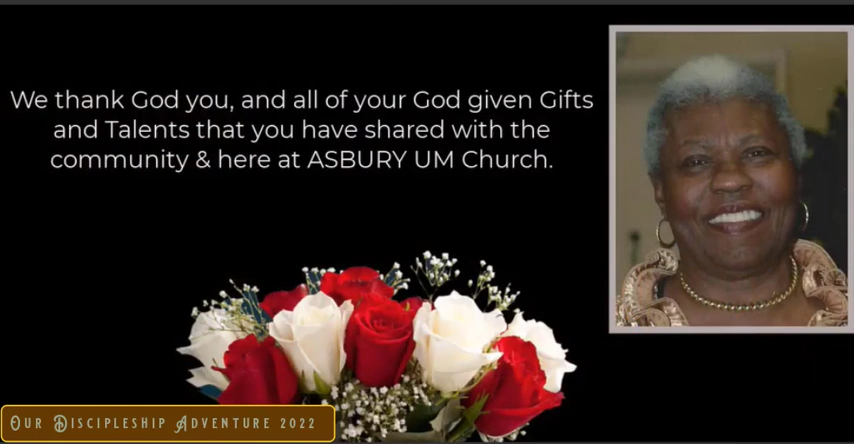 We thank God you, and all of your God given Gifts
and Talents that you have shared with the
community & here at ASBURY UM Church.
Our Discipleship Adventure 2022